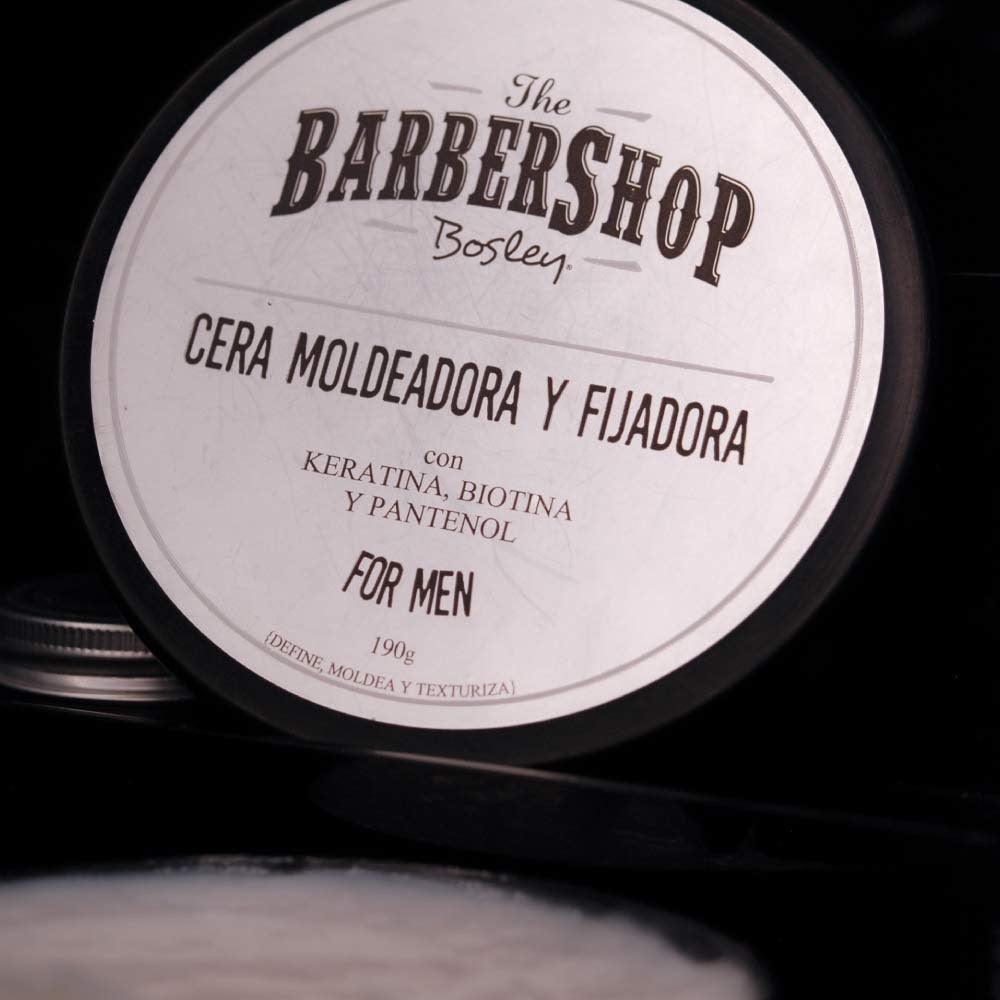 The
BARBERSHOP
Bosley®
CERA MOLDEADORA Y FIJADORA
con
KERATINA, BIOTINA
Y PANTENOL
FOR MEN
190g
{DEFINE, MOLDEA Y TEXTURIZA}